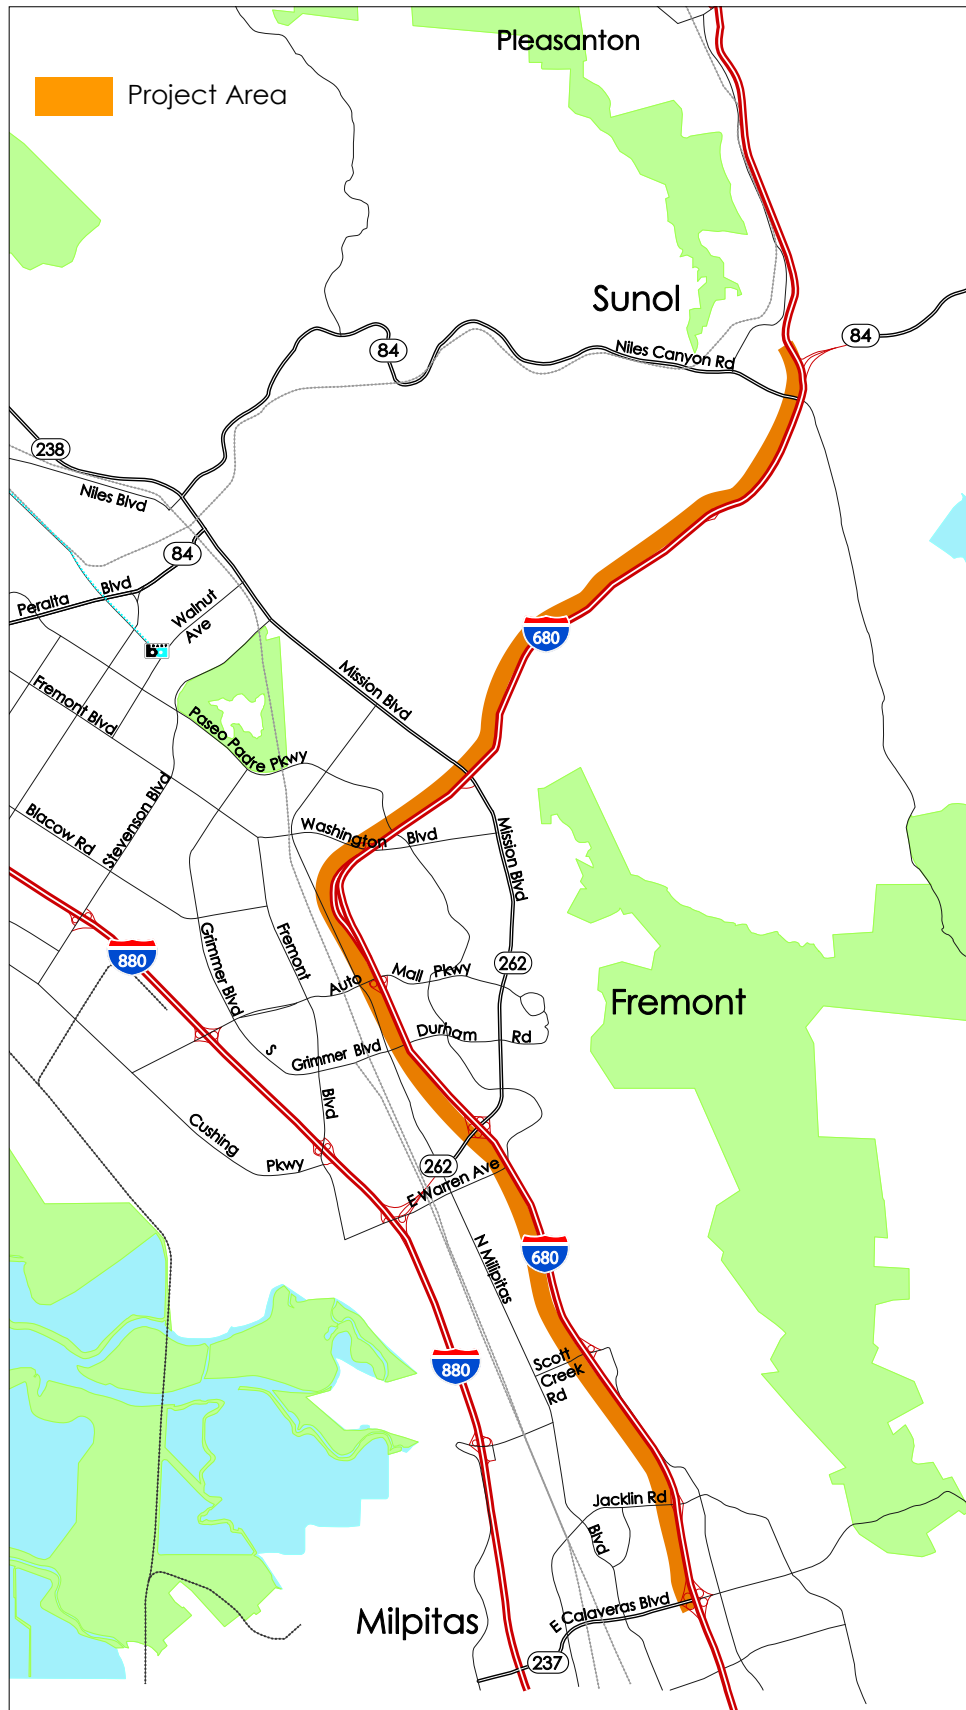 Pleasanton
Project Area
Sunol
84
Niles Canyon Rd
84
238
Niles Blvd
84
Peralta Blvd
Walnut
Ave
BART
ba
680
Mission Blvd
Fremont Blvd
Paseo Padre Pkwy
Stevenson Blvd
Blacow Rd
Washington Blvd
Mission Blvd
880
Grimmer Blvd
Fremont
262
Auto Mall Pkwy
Fremont
Durham Rd
S
Grimmer Blvd
Blvd
Cushing
Pkwy
262
E Warren Ave
680
N Milpitas
880
Scott
Creek
Rd
Jacklin Rd
Blvd
E Calaveras Blvd
Milpitas
237